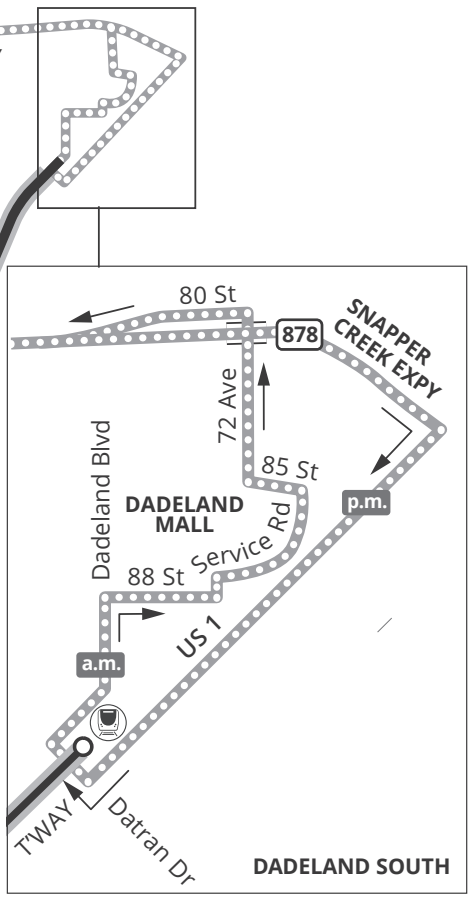 80 St
878
SNAPPER
CREEK EXPY
72 Ave
Dadeland Blvd
85 St
p.m.
DADELAND
MALL
Service Rd
88 St
US 1
a.m.
T'WAY
Datran Dr
DADELAND SOUTH